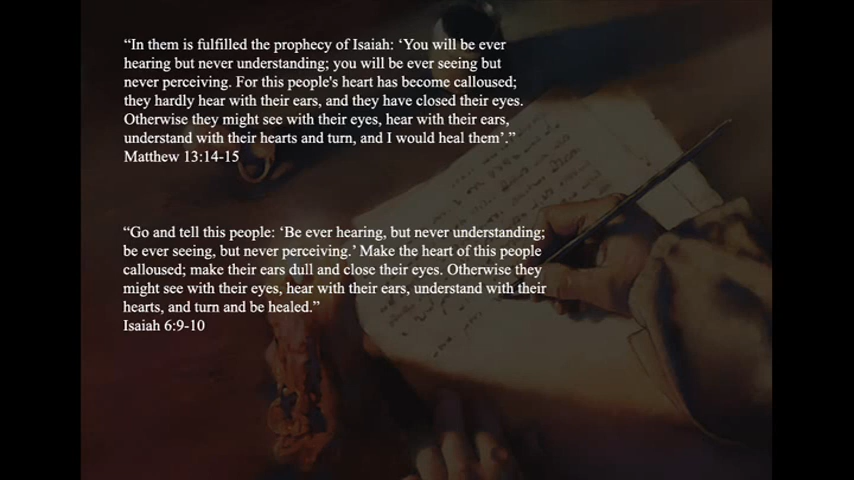 “In them is fulfilled the prophecy of Isaiah: ‘You will be ever
hearing but never understanding; you will be ever seeing but
never perceiving. For this people's heart has become calloused;
they hardly hear with their ears, and they have closed their eyes.
Otherwise they might see with their eyes, hear with their ears,
understand with their hearts and turn, and I would heal them’.”
Matthew 13:14-15
“Go and tell this people: ‘Be ever hearing, but never understanding;
be ever seeing, but never perceiving.’ Make the heart of this people
calloused; make their ears dull and close their eyes. Otherwise they
might see with their eyes, hear with their ears, understand with their
hearts, and turn and be healed.”
Isaiah 6:9-10